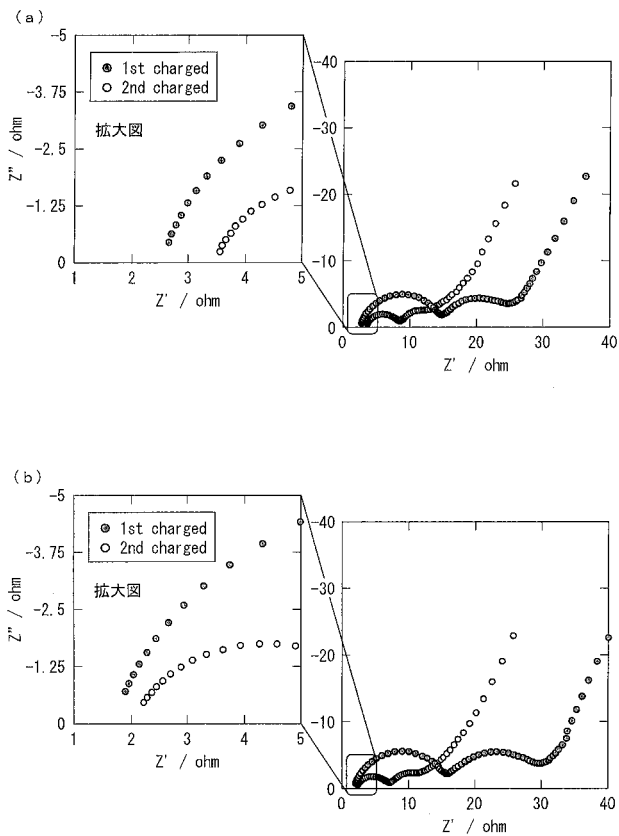 (a)
-5
-3.75
-2.5
-1.25
0
Z" / ohm
1st charged
2nd charged
拡大図
1 2 3 4 5
Z' / ohm
-40
-30
-20
-10
0
0 10 20 30 40
Z' / ohm
(b)
-5
-3.75
-2.5
-1.25
0
Z" / ohm
1st charged
2nd charged
拡大図
1 2 3 4 5
Z' / ohm
-40
-30
-20
-10
0
0 10 20 30 40
Z' / ohm